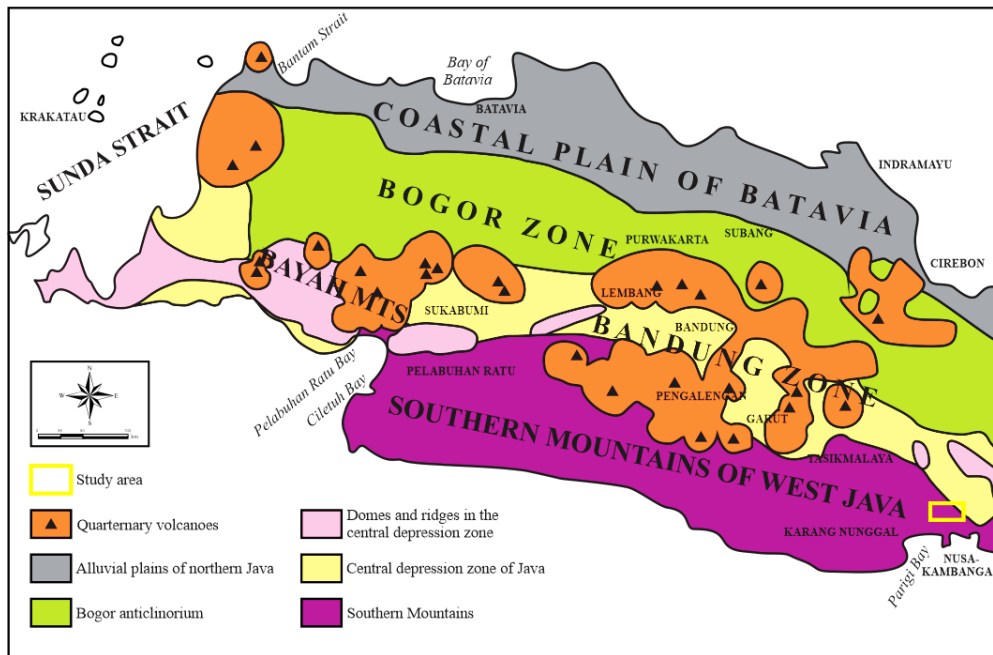 Bantam Strait
Bay of
Batavia
KRAKATAU
BATAVIA
SUNDA STRAIT
COASTAL PLAIN OF BATAVIA
INDRAMAYU
BOGOR ZONE
SUBANG
PURWAKARTA
CIREBON
BAYAH MTS
LEMBANG
SUKABUMI
BANDUNG
BANDUNG ZONE
PELABUHAN RATU
Pelabuhan Ratu Bay
Ciletuh Bay
PENGALENGAN
GARUT
SOUTHERN MOUNTAINS OF WEST JAVA
TASIKMALAYA
KARANG NUNGGAL
Parigi Bay
NUSA-
KAMBANGA
N
W
E
S
Study area
Quarternary volcanoes
Alluvial plains of northern Java
Bogor anticlinorium
Domes and ridges in the
central depression zone
Central depression zone of Java
Southern Mountains